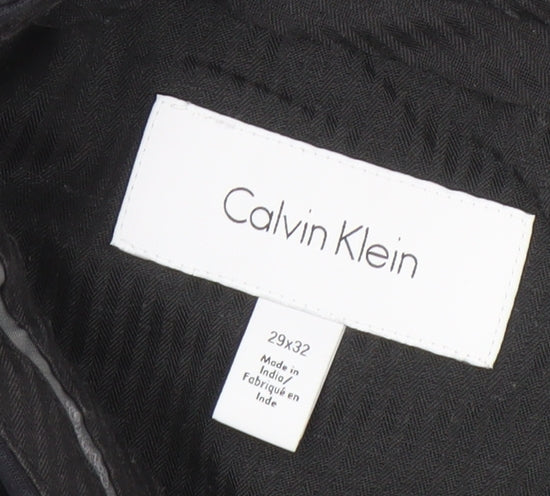 Calvin Klein
29x32
Made in
India/
Fabriqué en
Inde